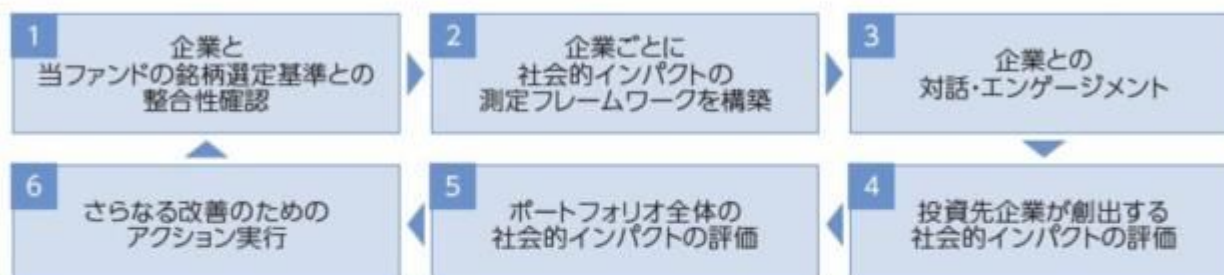 1
企業と
当ファンドの銘柄選定基準との
整合性確認
2
企業ごとに
社会的インパクトの
測定フレームワークを構築
3
企業との
対話・エンゲージメント
4
投資先企業が創出する
社会的インパクトの評価
5
ポートフォリオ全体の
社会的インパクトの評価
6
さらなる改善のための
アクション実行